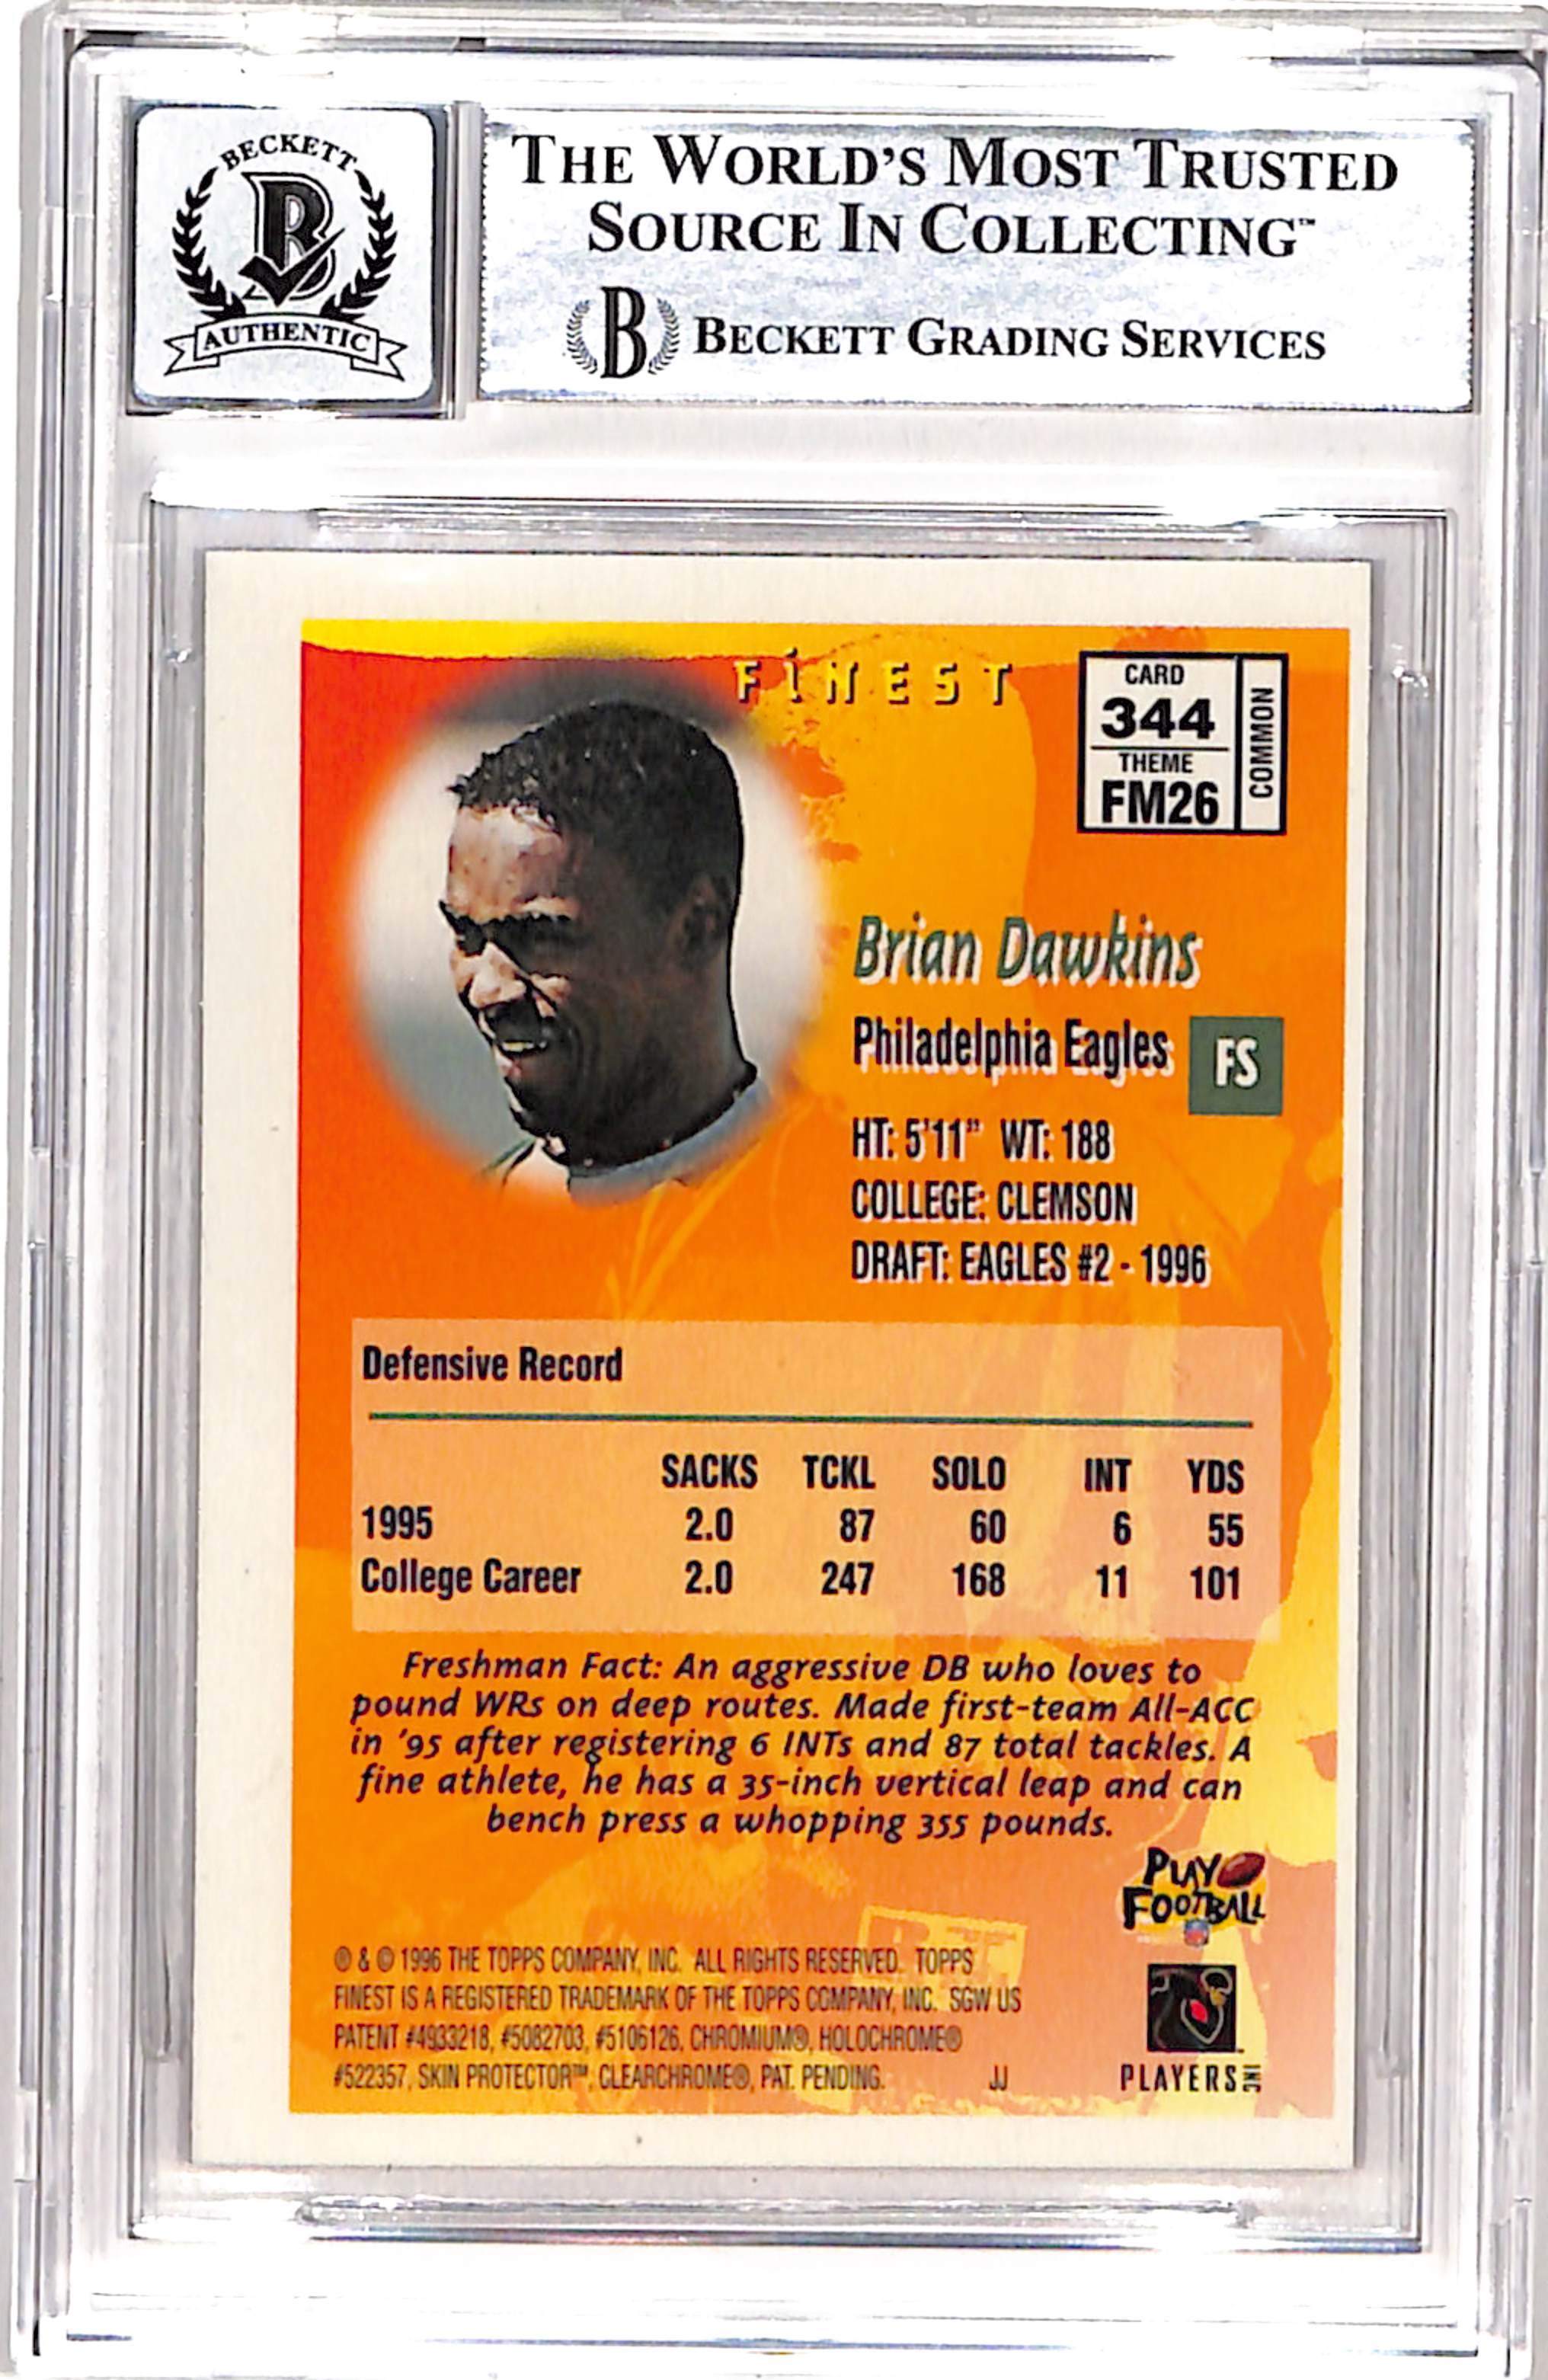 BECKETT
B
AUTHENTIC
THE WORLD'S MOST TRUSTED
SOURCE IN COLLECTING™
B BECKETT GRADING SERVICES
FINEST
CARD
344
THEME
FM26
COMMON
Brian Dawkins
Philadelphia Eagles FS
HT: 5'11" WT: 188
COLLEGE: CLEMSON
DRAFT: EAGLES #2 - 1996
Defensive Record
SACKS TCKL SOLO INT YDS
1995 2.0 87 60 6 55
College Career 2.0 247 168 11 101
Freshman Fact: An aggressive DB who loves to
pound WRs on deep routes. Made first-team All-ACC
in '95 after registering 6 INTs and 87 total tackles. A
fine athlete, he has a 35-inch vertical leap and can
bench press a whopping 355 pounds.
PLAY
FOOTBALL
® & © 1996 THE TOPPS COMPANY, INC. ALL RIGHTS RESERVED. TOPPS
FINEST IS A REGISTERED TRADEMARK OF THE TOPPS COMPANY, INC. SGW US
PATENT #4933218, #5082703, #5106126, CHROMIUM®, HOLOCHROME®
#522357, SKIN PROTECTOR™, CLEARCHROME®, PAT. PENDING. JJ
PLAYERS INC